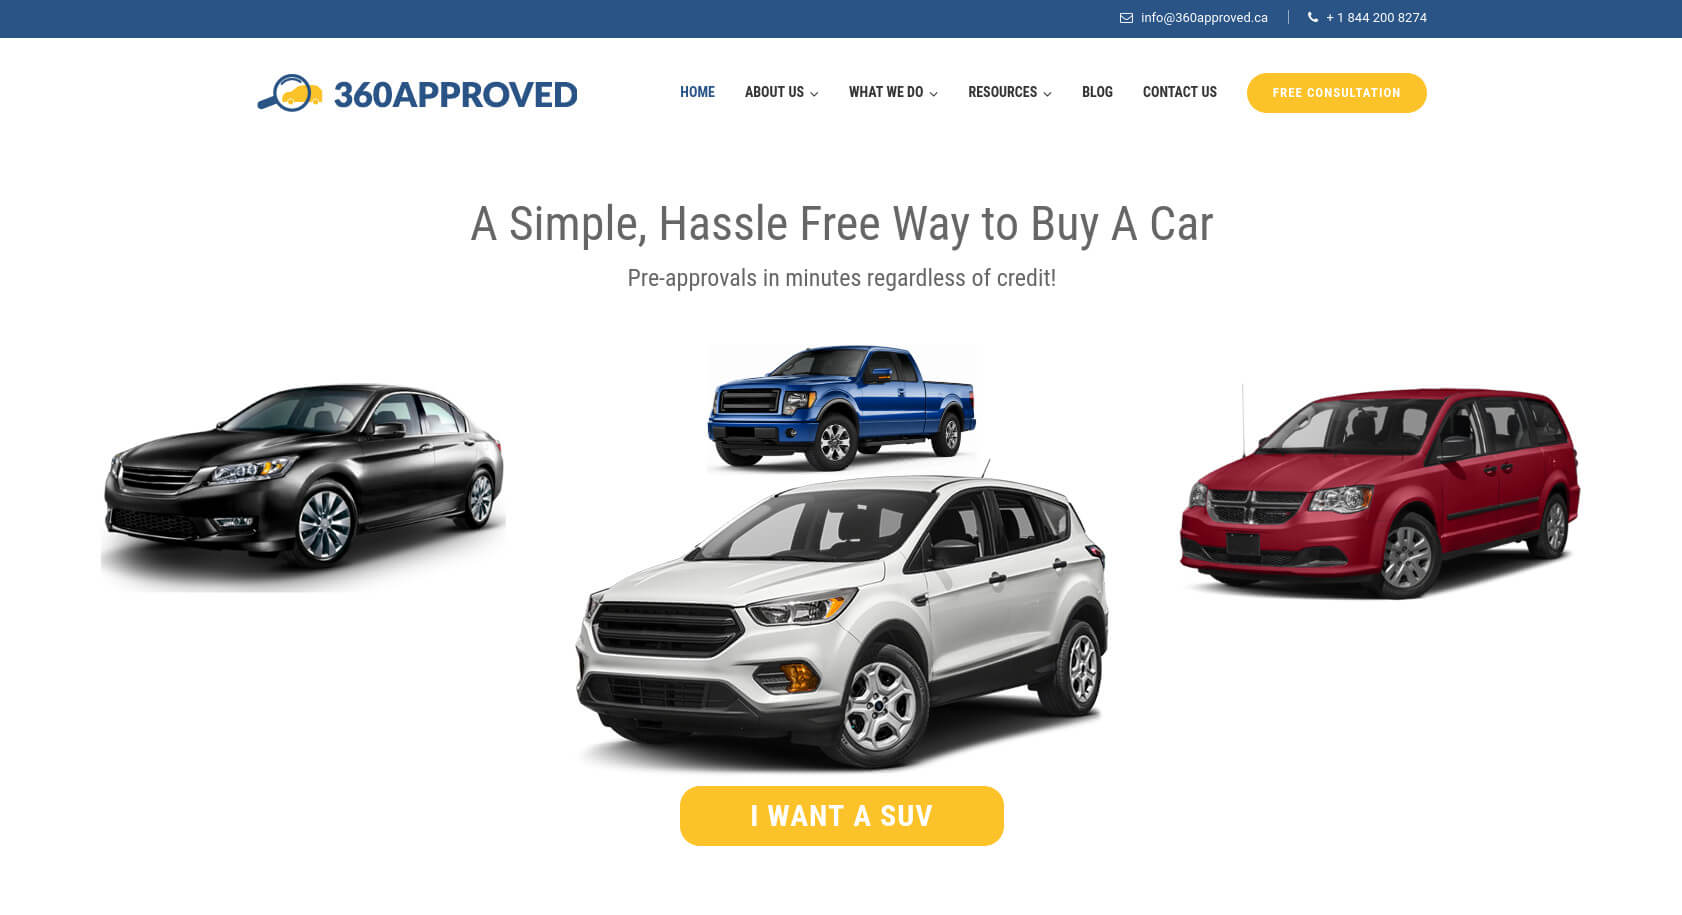 info@360approved.ca
+ 1 844 200 8274
360APPROVED
HOME
ABOUT US
WHAT WE DO
RESOURCES
BLOG
CONTACT US
FREE CONSULTATION
A Simple, Hassle Free Way to Buy A Car
Pre-approvals in minutes regardless of credit!
I WANT A SUV